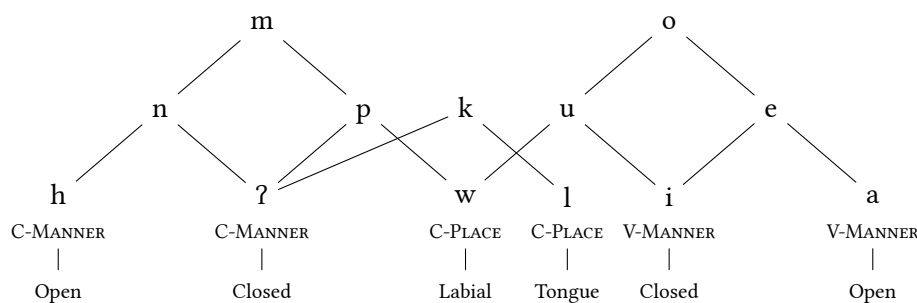 m o
n p k u e
h ʔ w l i a
C-Manner C-Manner C-Place C-Place V-Manner V-Manner
Open Closed Labial Tongue Closed Open